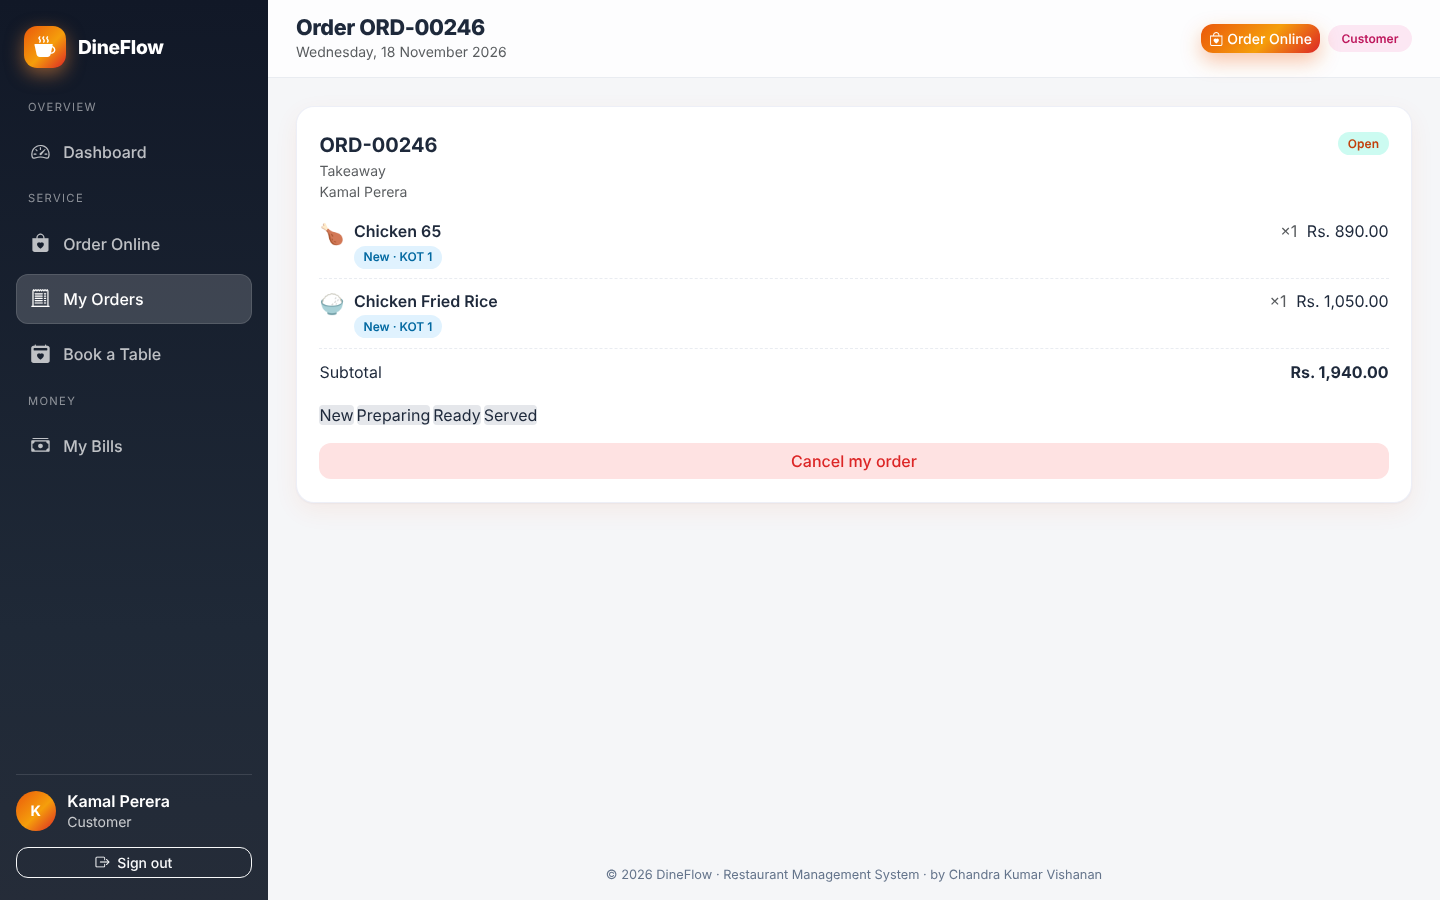 DineFlow
OVERVIEW
Dashboard
SERVICE
Order Online
My Orders
Book a Table
MONEY
My Bills
Kamal Perera
K
Customer
Sign out
Order ORD-00246
Wednesday, 18 November 2026
Order Online
Customer
ORD-00246
Open
Takeaway
Kamal Perera
Chicken 65
×1 Rs. 890.00
New · KOT 1
Chicken Fried Rice
×1 Rs. 1,050.00
New · KOT 1
Subtotal
Rs. 1,940.00
New Preparing Ready Served
Cancel my order
© 2026 DineFlow · Restaurant Management System · by Chandra Kumar Vishanan